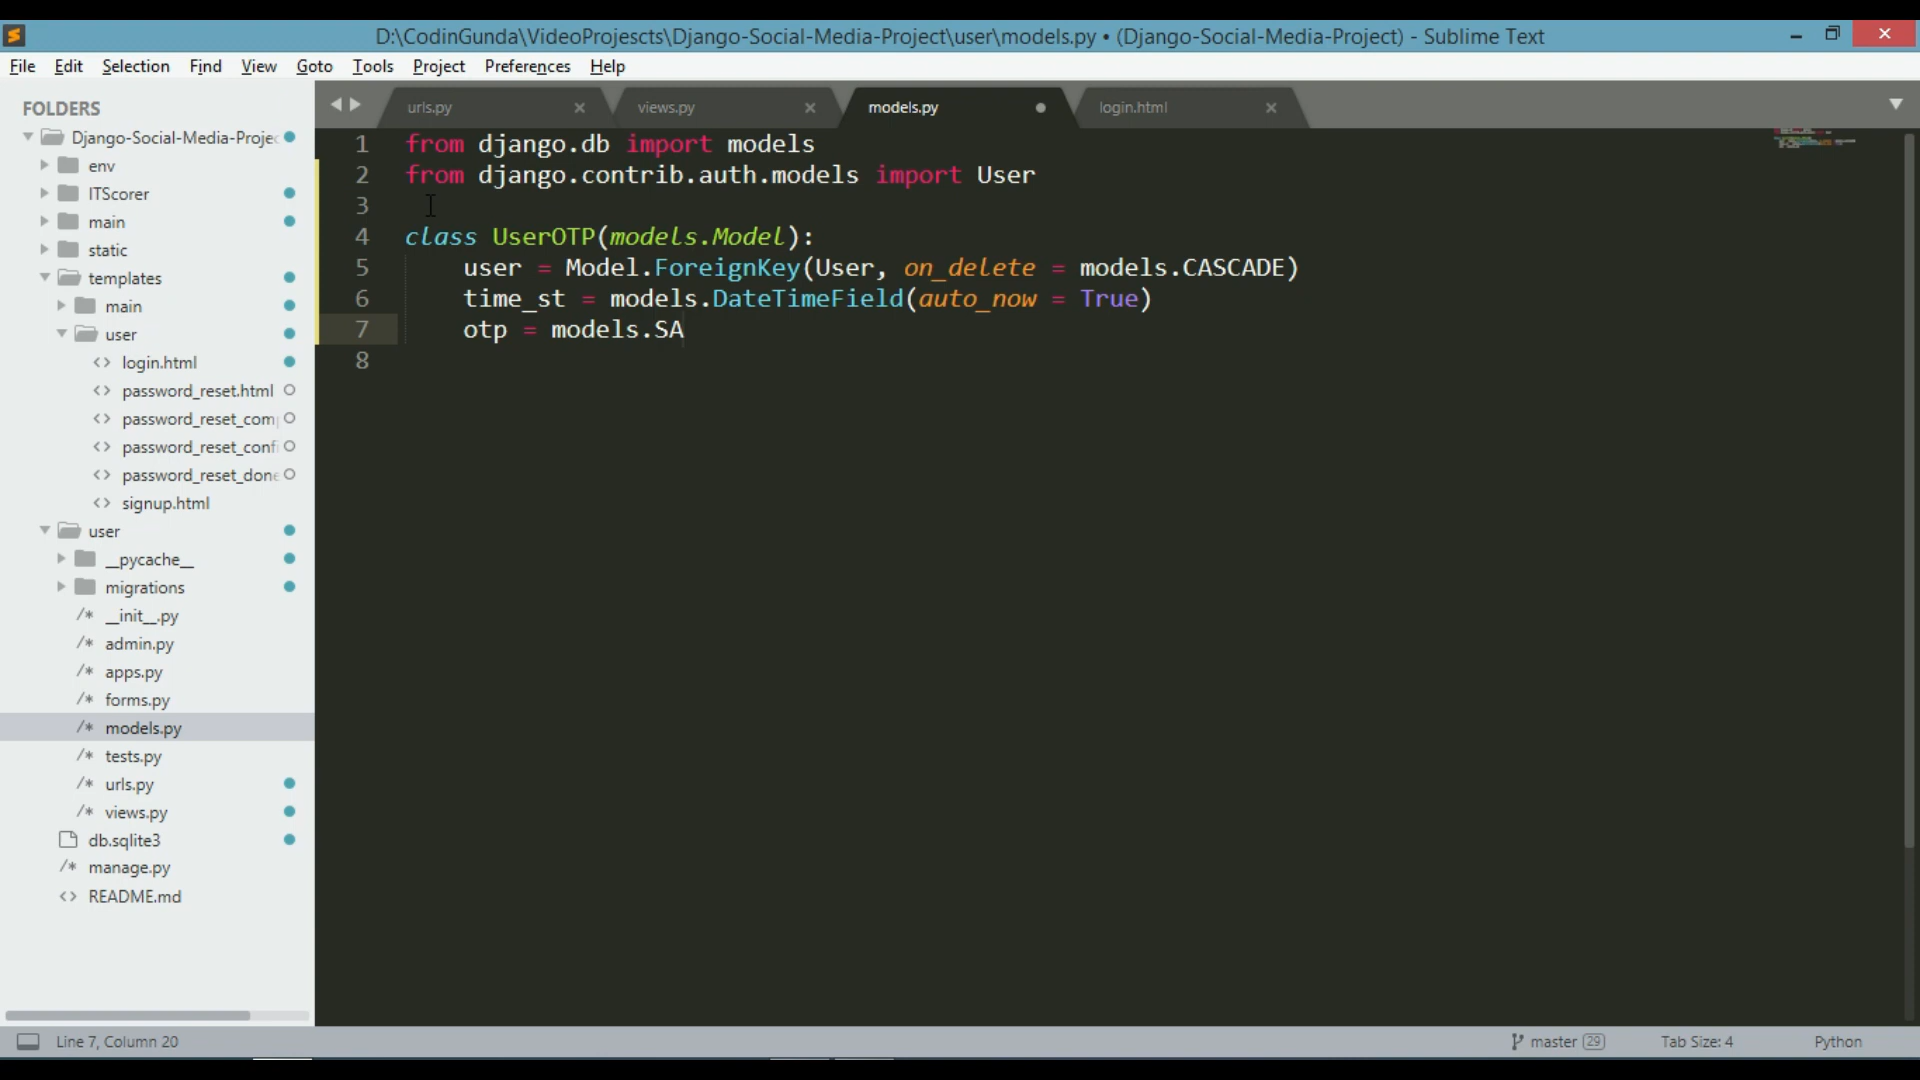 D:\CodinGunda\VideoProjescts\Django-Social-Media-Project\user\models.py • (Django-Social-Media-Project) - Sublime Text
File Edit Selection Find View Goto Tools Project Preferences Help
FOLDERS
Django-Social-Media-Projec
env
ITScorer
main
static
templates
main
user
login.html
password_reset.html
password_reset_com
password_reset_confi
password_reset_done
signup.html
user
__pycache__
migrations
/* __init__.py
/* admin.py
/* apps.py
/* forms.py
/* models.py
/* tests.py
/* urls.py
/* views.py
db.sqlite3
/* manage.py
<> README.md
urls.py views.py models.py login.html
1 from django.db import models
2 from django.contrib.auth.models import User
3
4 class UserOTP(models.Model):
5 user = Model.ForeignKey(User, on_delete = models.CASCADE)
6 time_st = models.DateTimeField(auto_now = True)
7 otp = models.SA
8
Line 7, Column 20 master 29 Tab Size: 4 Python